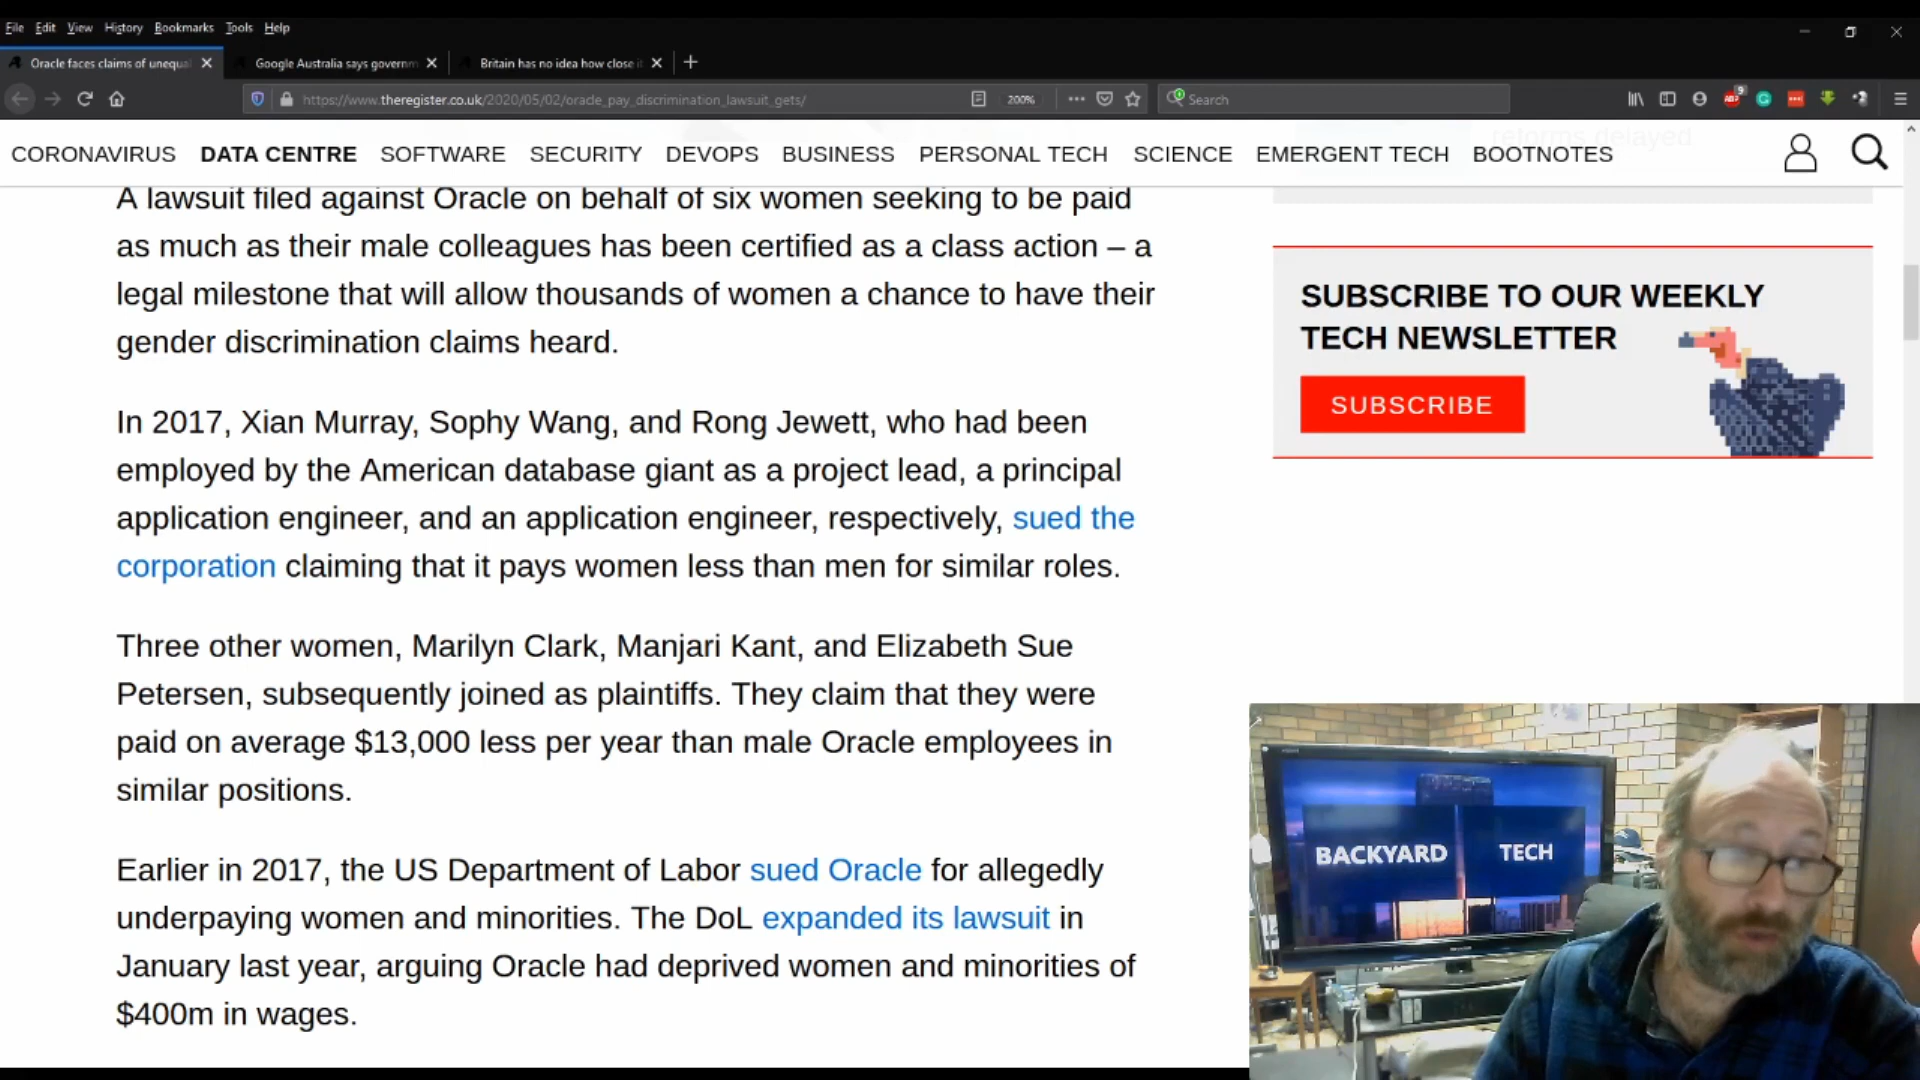 File Edit View History Bookmarks Tools Help
Oracle faces claims of unequal
Google Australia says governm
Britain has no idea how close i
https://www.theregister.co.uk/2020/05/02/oracle_pay_discrimination_lawsuit_gets/
200%
Search
ABP
9
CORONAVIRUS DATA CENTRE SOFTWARE SECURITY DEVOPS BUSINESS PERSONAL TECH SCIENCE EMERGENT TECH BOOTNOTES
reforms delayed
A lawsuit filed against Oracle on behalf of six women seeking to be paid
as much as their male colleagues has been certified as a class action – a
legal milestone that will allow thousands of women a chance to have their
gender discrimination claims heard.
In 2017, Xian Murray, Sophy Wang, and Rong Jewett, who had been
employed by the American database giant as a project lead, a principal
application engineer, and an application engineer, respectively, sued the
corporation claiming that it pays women less than men for similar roles.
Three other women, Marilyn Clark, Manjari Kant, and Elizabeth Sue
Petersen, subsequently joined as plaintiffs. They claim that they were
paid on average $13,000 less per year than male Oracle employees in
similar positions.
Earlier in 2017, the US Department of Labor sued Oracle for allegedly
underpaying women and minorities. The DoL expanded its lawsuit in
January last year, arguing Oracle had deprived women and minorities of
$400m in wages.
SUBSCRIBE TO OUR WEEKLY
TECH NEWSLETTER
SUBSCRIBE
BACKYARD TECH